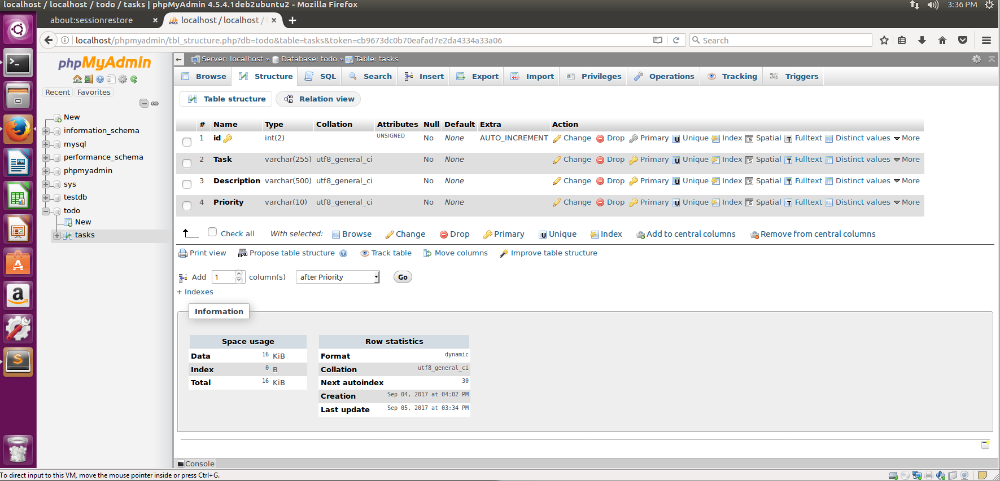 localhost / localhost / todo / tasks | phpMyAdmin 4.5.4.1deb2ubuntu2 - Mozilla Firefox 3:36 PM
about:sessionrestore × localhost / localhost / ×
localhost/phpmyadmin/tbl_structure.php?db=todo&table=tasks&token=cb9673dc0b70eafad7e2da4334a33a06 Search
phpMyAdmin
Recent Favorites
New
information_schema
mysql
performance_schema
phpmyadmin
sys
testdb
todo
New
tasks
Server: localhost » Database: todo » Table: tasks
Browse Structure SQL Search Insert Export Import Privileges Operations Tracking Triggers
Table structure Relation view
# Name Type Collation Attributes Null Default Extra Action
1 id int(2) UNSIGNED No None AUTO_INCREMENT Change Drop Primary Unique Index Spatial Fulltext Distinct values More
2 Task varchar(255) utf8_general_ci No None Change Drop Primary Unique Index Spatial Fulltext Distinct values More
3 Description varchar(500) utf8_general_ci No None Change Drop Primary Unique Index Spatial Fulltext Distinct values More
4 Priority varchar(10) utf8_general_ci No None Change Drop Primary Unique Index Spatial Fulltext Distinct values More
Check all With selected: Browse Change Drop Primary Unique Index Add to central columns Remove from central columns
Print view Propose table structure Track table Move columns Improve table structure
Add 1 column(s) after Priority Go
+ Indexes
Information
Space usage
Data 16 KiB
Index 0 B
Total 16 KiB
Row statistics
Format dynamic
Collation utf8_general_ci
Next autoindex 30
Creation Sep 04, 2017 at 04:02 PM
Last update Sep 05, 2017 at 03:34 PM
Console
To direct input to this VM, move the mouse pointer inside or press Ctrl+G.